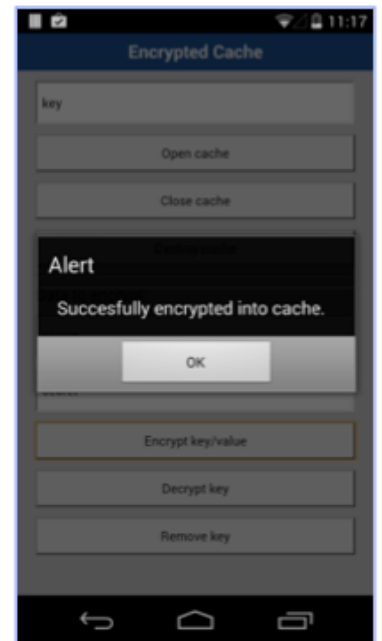 11:17
Encrypted Cache
key
Open cache
Close cache
Alert
Succesfully encrypted into cache.
OK
Encrypt key/value
Decrypt key
Remove key